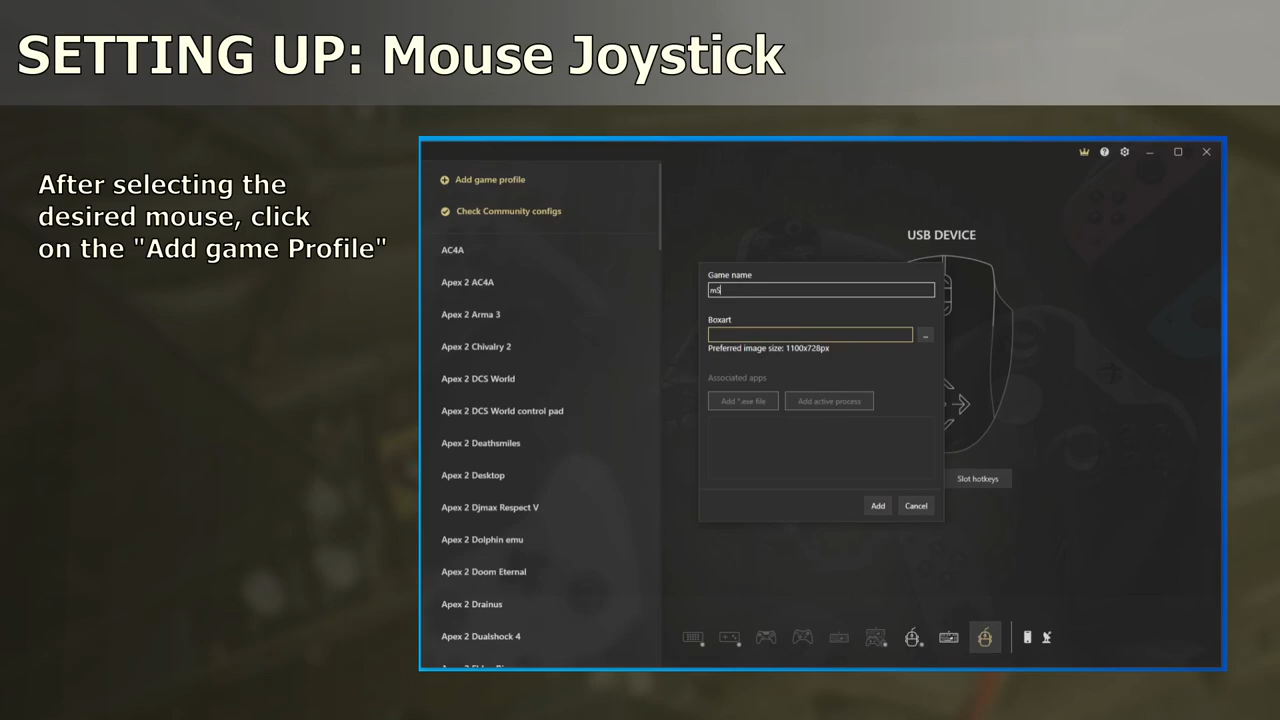 SETTING UP: Mouse Joystick
After selecting the
desired mouse, click
on the "Add game Profile"
Add game profile
Check Community configs
AC4A
Apex 2 AC4A
Apex 2 Arma 3
Apex 2 Chivalry 2
Apex 2 DCS World
Apex 2 DCS World control pad
Apex 2 Deathsmiles
Apex 2 Desktop
Apex 2 Djmax Respect V
Apex 2 Dolphin emu
Apex 2 Doom Eternal
Apex 2 Drainus
Apex 2 Dualshock 4
USB DEVICE
Game name
mS
Boxart
...
Preferred image size: 1100x728px
Associated apps
Add *.exe file
Add active process
Add
Cancel
Slot hotkeys